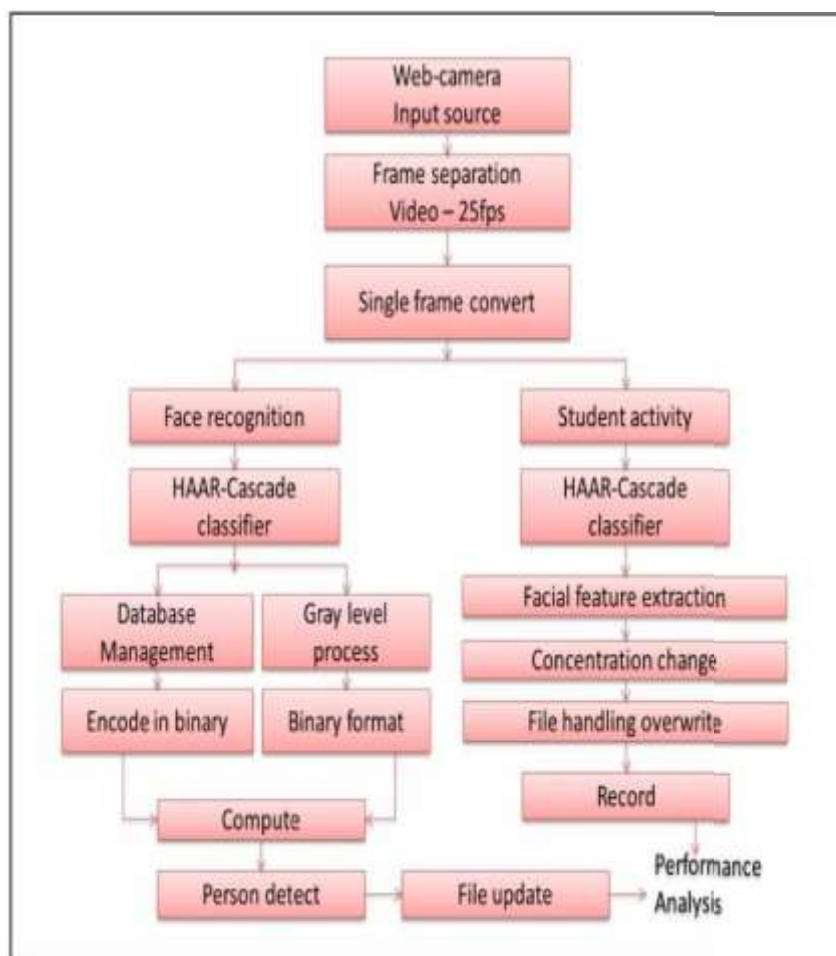 Web-camera
Input source
Frame separation
Video – 25fps
Single frame convert
Face recognition
Student activity
HAAR-Cascade
classifier
HAAR-Cascade
classifier
Database
Management
Gray level
process
Facial feature extraction
Concentration change
Encode in binary
Binary format
File handling overwrite
Record
Compute
Person detect
File update
Performance
Analysis